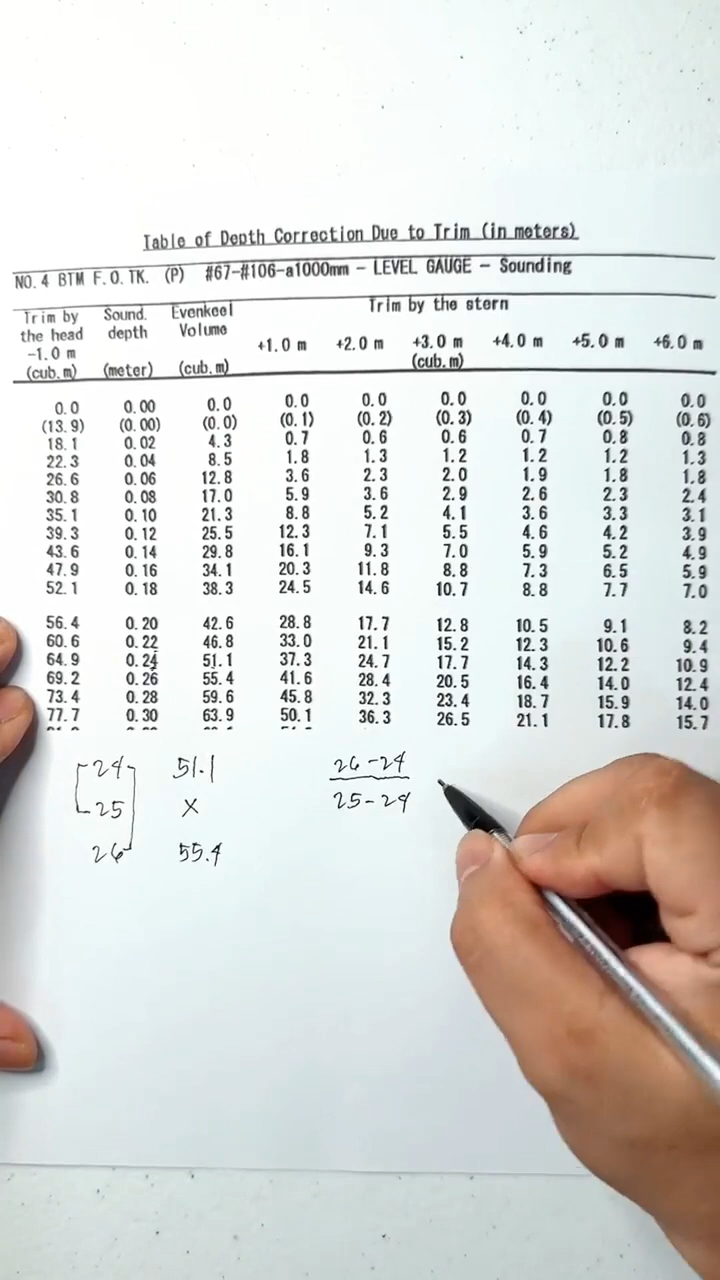 Table of Depth Correction Due to Trim (in meters)
NO. 4 BTM F. O. TK. (P) #67-#106-a1000mm - LEVEL GAUGE - Sounding
Trim by the head -1.0 m (cub. m) Sound. depth (meter) Evenkeel Volume (cub. m) Trim by the stern
+1.0 m +2.0 m +3.0 m (cub. m) +4.0 m +5.0 m +6.0 m
0.0 0.00 0.0 0.0 0.0 0.0 0.0 0.0 0.0
(13.9) (0.00) (0.0) (0.1) (0.2) (0.3) (0.4) (0.5) (0.6)
18.1 0.02 4.3 0.7 0.6 0.6 0.7 0.8 0.8
22.3 0.04 8.5 1.8 1.3 1.2 1.2 1.2 1.3
26.6 0.06 12.8 3.6 2.3 2.0 1.9 1.8 1.8
30.8 0.08 17.0 5.9 3.6 2.9 2.6 2.3 2.4
35.1 0.10 21.3 8.8 5.2 4.1 3.6 3.3 3.1
39.3 0.12 25.5 12.3 7.1 5.5 4.6 4.2 3.9
43.6 0.14 29.8 16.1 9.3 7.0 5.9 5.2 4.9
47.9 0.16 34.1 20.3 11.8 8.8 7.3 6.5 5.9
52.1 0.18 38.3 24.5 14.6 10.7 8.8 7.7 7.0
56.4 0.20 42.6 28.8 17.7 12.8 10.5 9.1 8.2
60.6 0.22 46.8 33.0 21.1 15.2 12.3 10.6 9.4
64.9 0.24 51.1 37.3 24.7 17.7 14.3 12.2 10.9
69.2 0.26 55.4 41.6 28.4 20.5 16.4 14.0 12.4
73.4 0.28 59.6 45.8 32.3 23.4 18.7 15.9 14.0
77.7 0.30 63.9 50.1 36.3 26.5 21.1 17.8 15.7
24 51.1 26-24
25 X 25-24
26 55.4